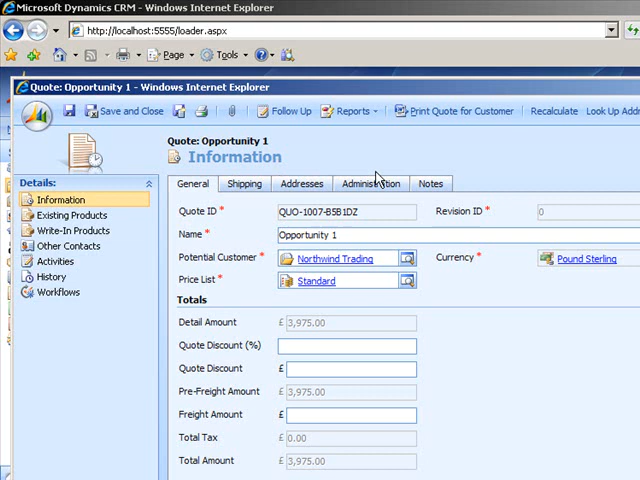 Microsoft Dynamics CRM - Windows Internet Explorer
http://localhost:5555/loader.aspx
Page Tools
Quote: Opportunity 1 - Windows Internet Explorer
Save and Close Follow Up Reports Print Quote for Customer Recalculate Look Up Addre
Quote: Opportunity 1
Information
Details:
General Shipping Addresses Administration Notes
Information
Existing Products
Write-In Products
Other Contacts
Activities
History
Workflows
Quote ID * QUO-1007-B5B1DZ Revision ID * 0
Name * Opportunity 1
Potential Customer * Northwind Trading Currency * Pound Sterling
Price List * Standard
Totals
Detail Amount £ 3,975.00
Quote Discount (%)
Quote Discount £
Pre-Freight Amount £ 3,975.00
Freight Amount £
Total Tax £ 0.00
Total Amount £ 3,975.00